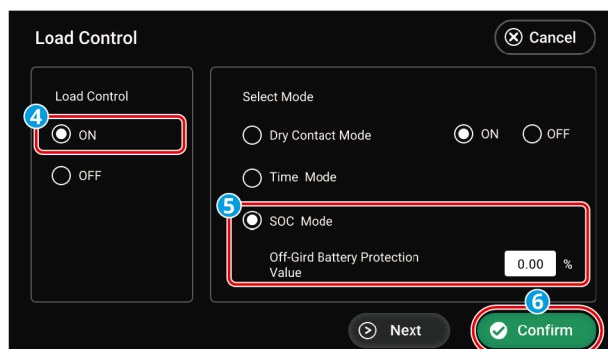 Load Control
Cancel
Load Control
4
ON
OFF
Select Mode
Dry Contact Mode ON OFF
Time Mode
5
SOC Mode
Off-Gird Battery Protection
Value
0.00 %
6
Next
Confirm